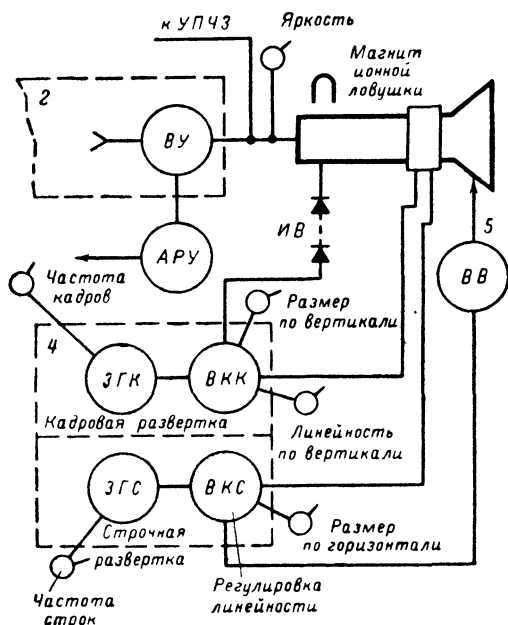 к УПЧЗ
Яркость
Магнит
ионной
ловушки
2
ВУ
ИВ
5
АРУ
ВВ
Частота
кадров
Размер
по вертикали
4
ЗГК
ВКК
Кадровая развертка
Линейность
по вертикали
ЗГС
ВКС
Строчная
развертка
Размер
по горизонтали
Регулировка
линейности
Частота
строк